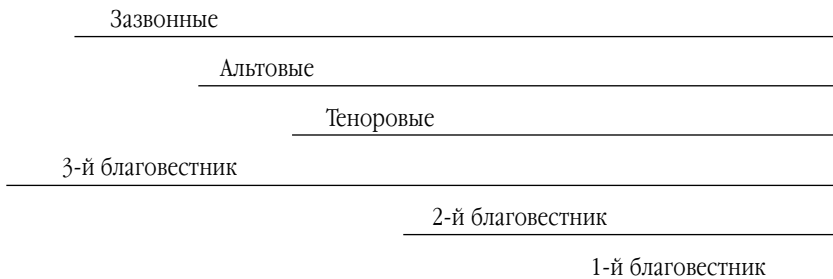 Зазвонные
Альтовые
Теноровые
3-й благовестник
2-й благовестник
1-й благовестник